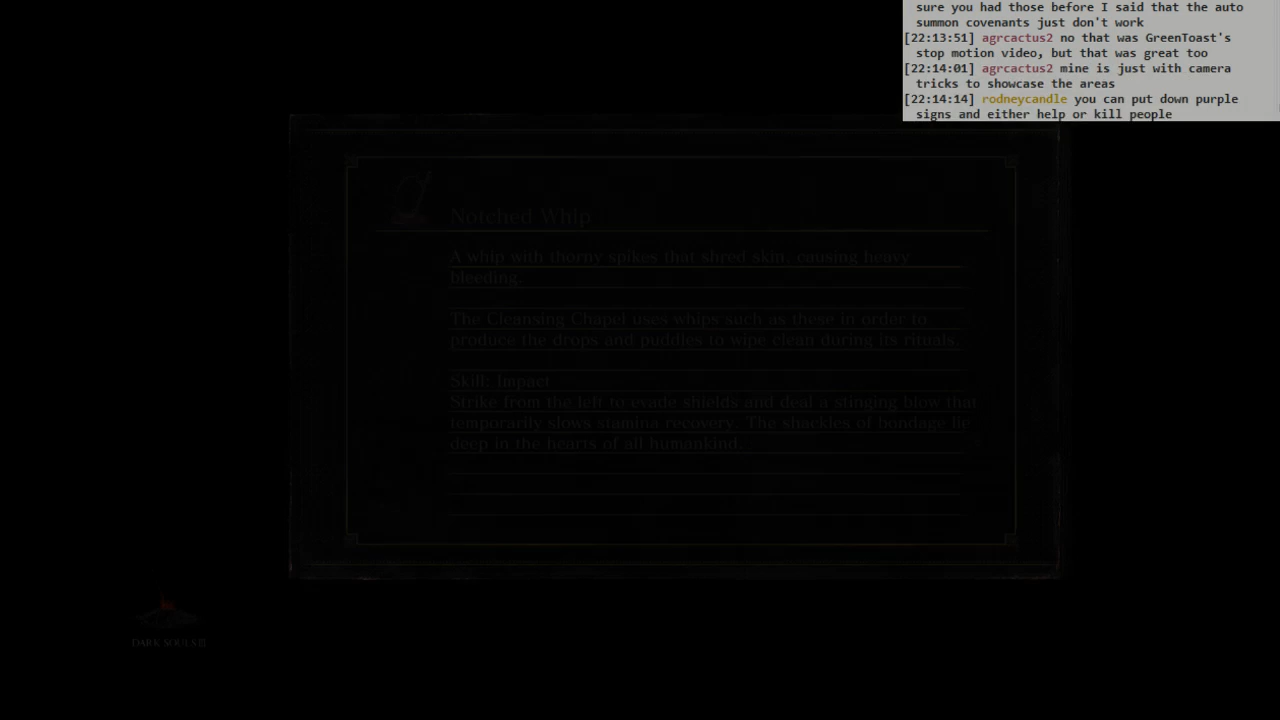 sure you had those before I said that the auto
summon covenants just don't work
[22:13:51] agrcactus2 no that was GreenToast's
stop motion video, but that was great too
[22:14:01] agrcactus2 mine is just with camera
tricks to showcase the areas
[22:14:14] rodneycandle you can put down purple
signs and either help or kill people
Notched Whip
A whip with thorny spikes that shred skin, causing heavy
bleeding.
The Cleansing Chapel uses whips such as these in order to
produce the drops and puddles to wipe clean during its rituals.
Skill: Impact
Strike from the left to evade shields and deal a stinging blow that
temporarily slows stamina recovery. The shackles of bondage lie
deep in the hearts of all humankind.
DARK SOULS III